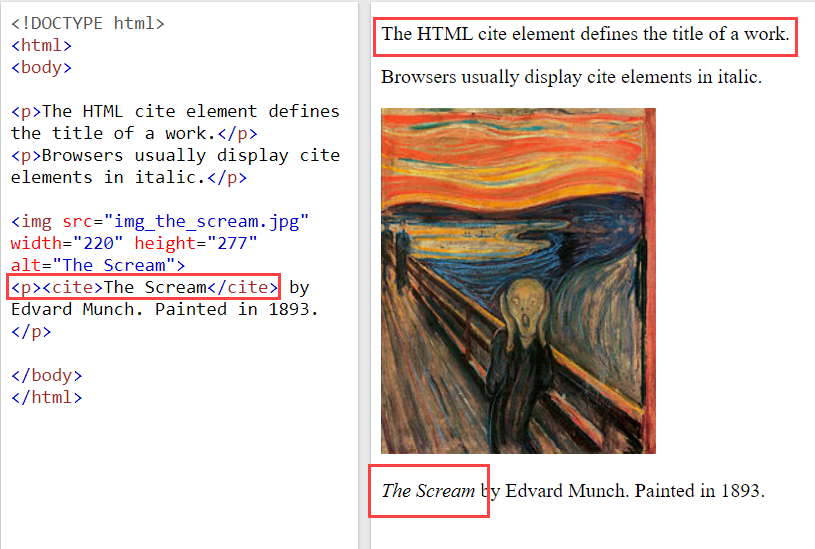 <!DOCTYPE html>
<html>
<body>
<p>The HTML cite element defines
the title of a work.</p>
<p>Browsers usually display cite
elements in italic.</p>
<img src="img_the_scream.jpg"
width="220" height="277"
alt="The Scream">
<p><cite>The Scream</cite> by
Edvard Munch. Painted in 1893.
</p>
</body>
</html>
The HTML cite element defines the title of a work.
Browsers usually display cite elements in italic.
The Scream by Edvard Munch. Painted in 1893.